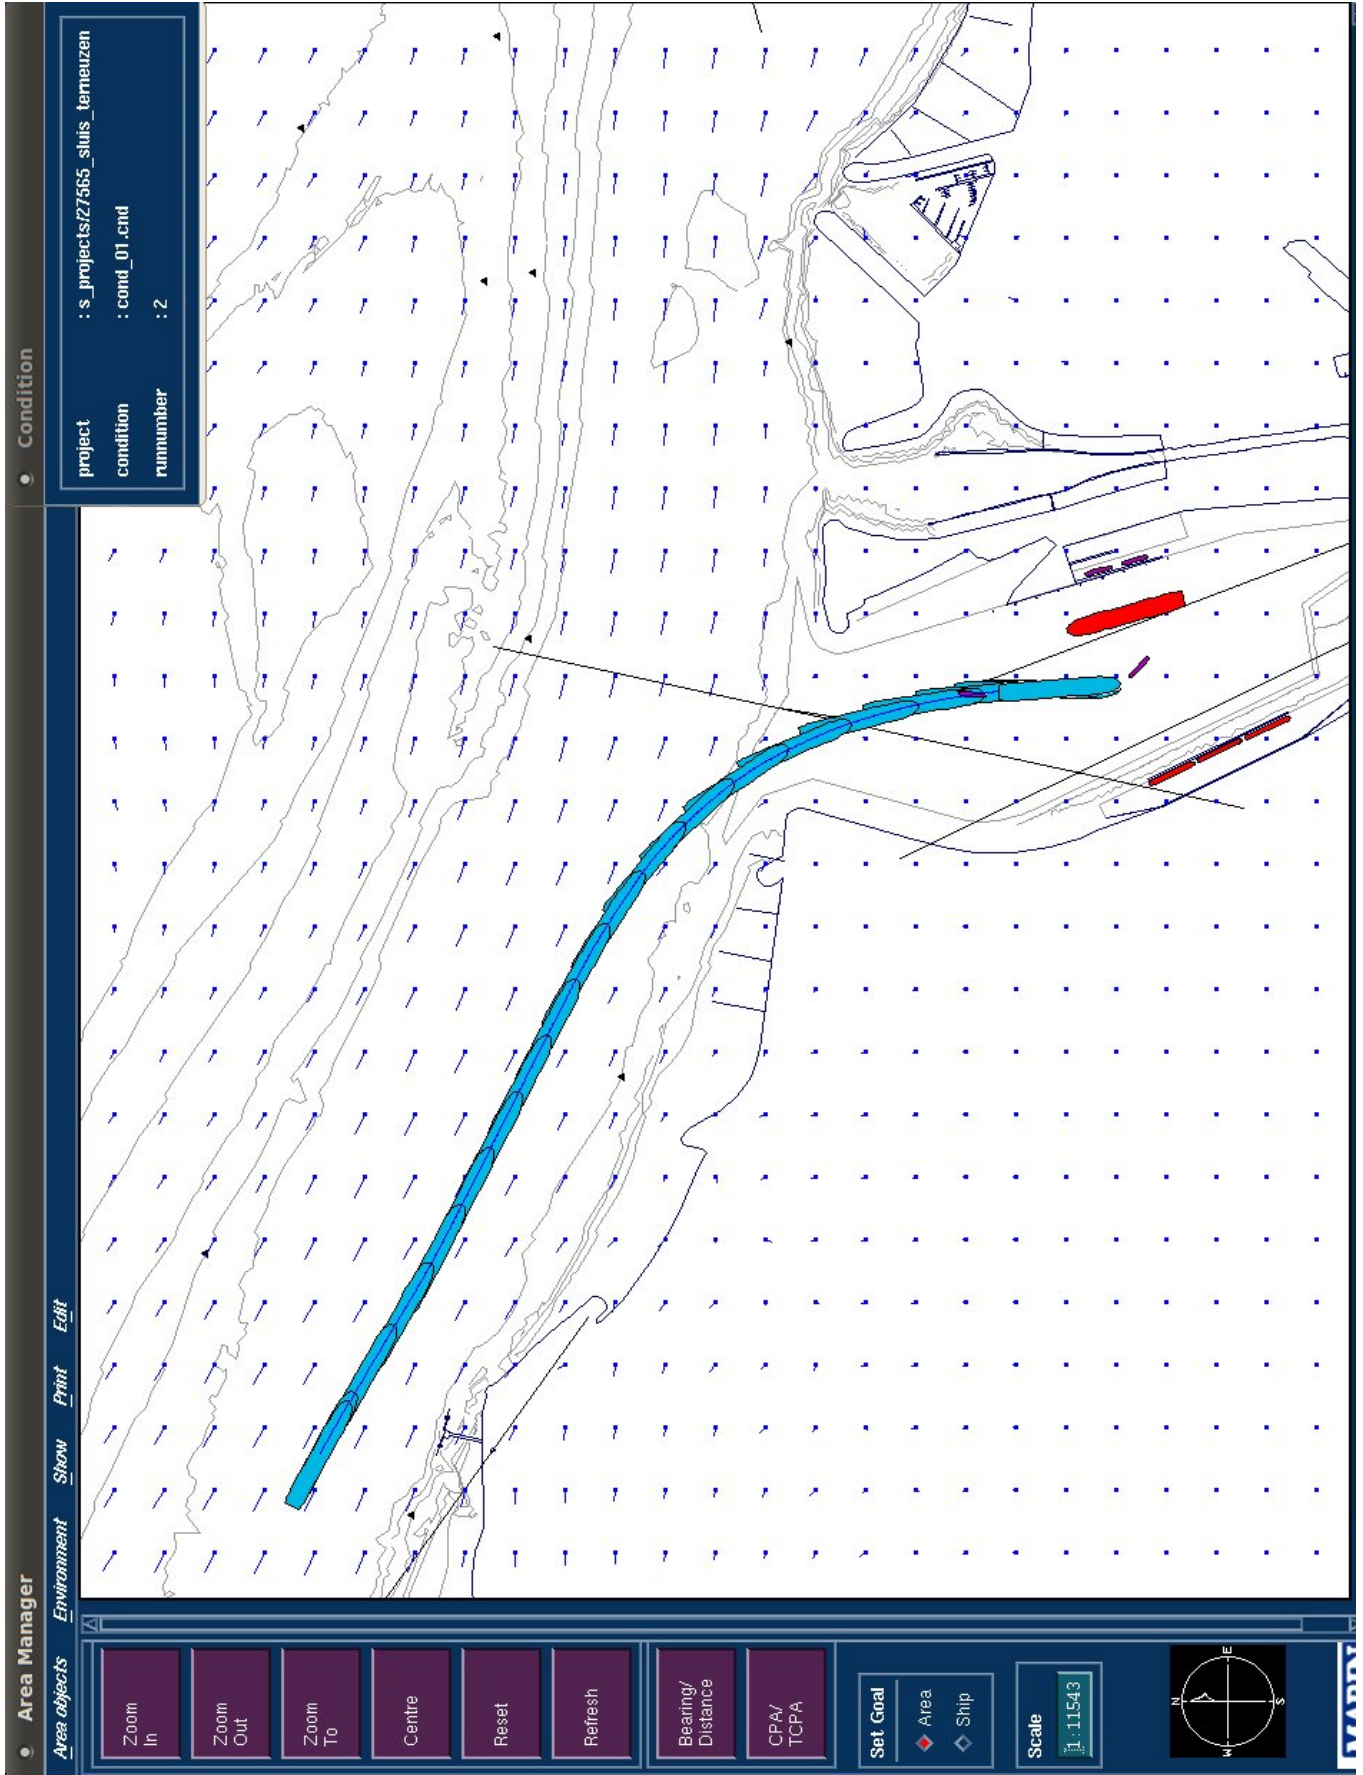 Area Manager
Condition
Area objects Environment Show Print Edit
project : s_projects/27565_sluis_terneuzen
condition : cond_01.cnd
runnumber : 2
Zoom
In
Zoom
Out
Zoom
To
Centre
Reset
Refresh
Bearing/
Distance
CPA/
TCPA
Set Goal
Area
Ship
Scale
1 : 11543
N
W E
S